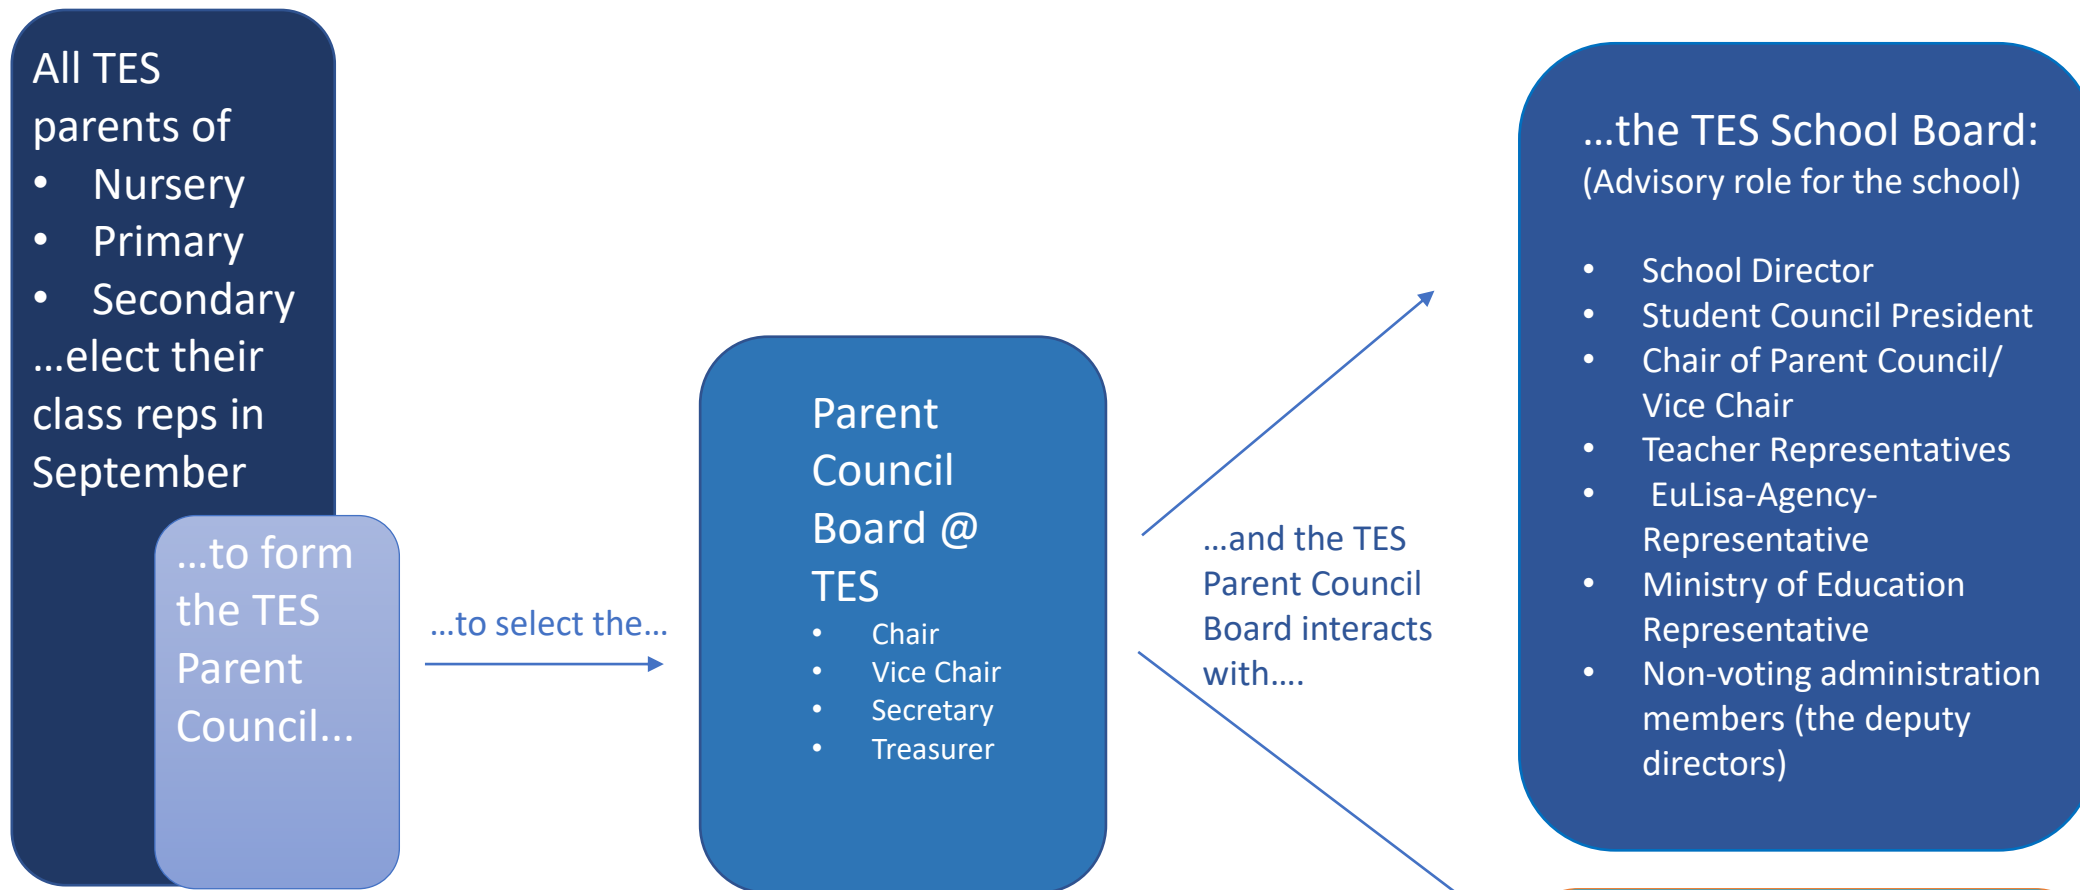 All TES
parents of
• Nursery
• Primary
• Secondary
…elect their
class reps in
September
…to form
the TES
Parent
Council…
…to select the…
Parent
Council
Board @
TES
• Chair
• Vice Chair
• Secretary
• Treasurer
…and the TES
Parent Council
Board interacts
with….
…the TES School Board:
(Advisory role for the school)
• School Director
• Student Council President
• Chair of Parent Council/
Vice Chair
• Teacher Representatives
• EuLisa-Agency-
Representative
• Ministry of Education
Representative
• Non-voting administration
members (the deputy
directors)